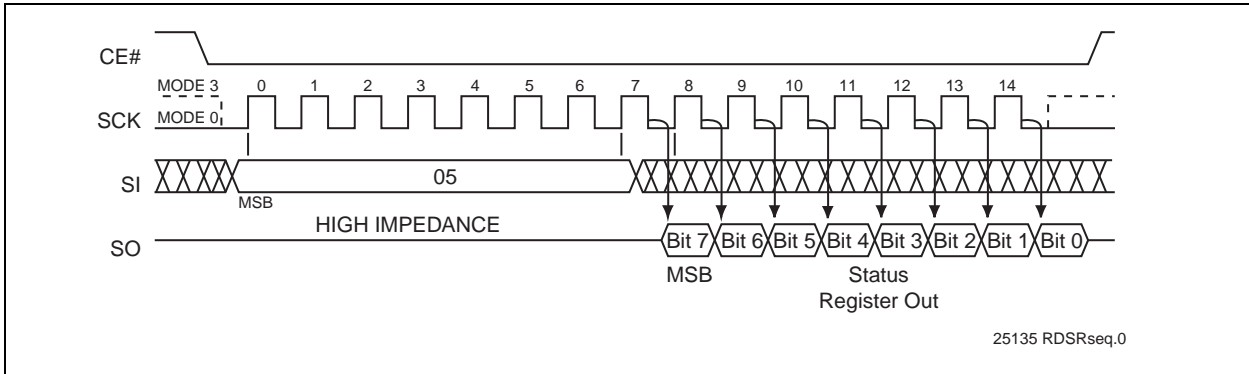 CE#
MODE 3 0 1 2 3 4 5 6 7 8 9 10 11 12 13 14
SCK MODE 0
SI 05
MSB
HIGH IMPEDANCE
SO Bit 7 Bit 6 Bit 5 Bit 4 Bit 3 Bit 2 Bit 1 Bit 0
MSB Status
Register Out
25135 RDSRseq.0